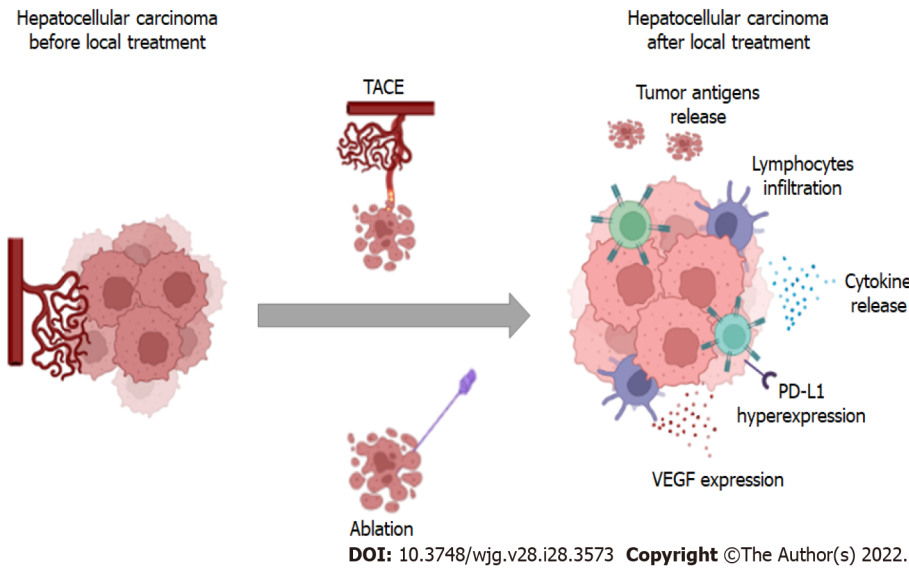 Hepatocellular carcinoma
before local treatment
Hepatocellular carcinoma
after local treatment
TACE
Tumor antigens
release
Lymphocytes
infiltration
Cytokine
release
PD-L1
hyperexpression
VEGF expression
Ablation
DOI: 10.3748/wjg.v28.i28.3573 Copyright ©The Author(s) 2022.